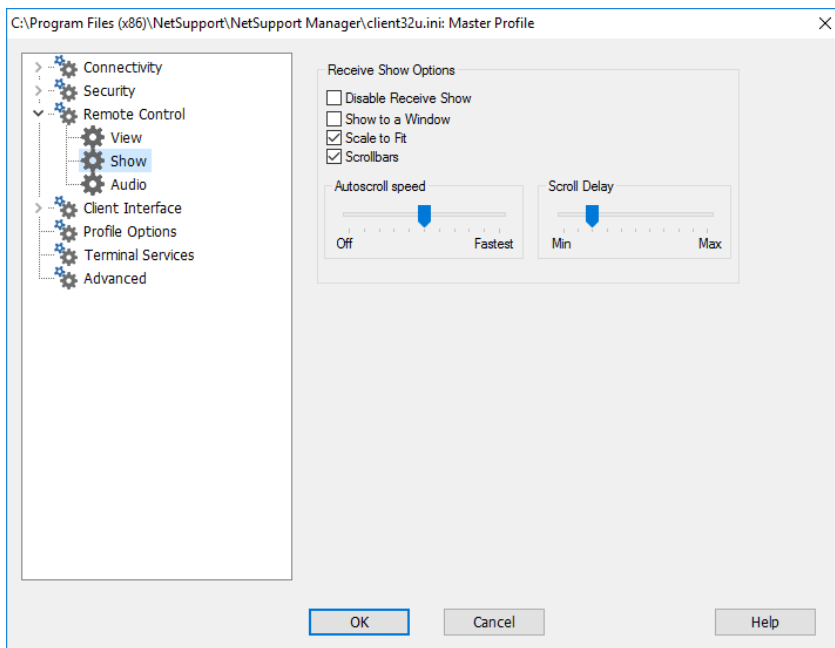 C:\Program Files (x86)\NetSupport\NetSupport Manager\client32u.ini: Master Profile
Connectivity
Security
Remote Control
View
Show
Audio
Client Interface
Profile Options
Terminal Services
Advanced
Receive Show Options
Disable Receive Show
Show to a Window
Scale to Fit
Scrollbars
Autoscroll speed
Off Fastest
Scroll Delay
Min Max
OK Cancel Help